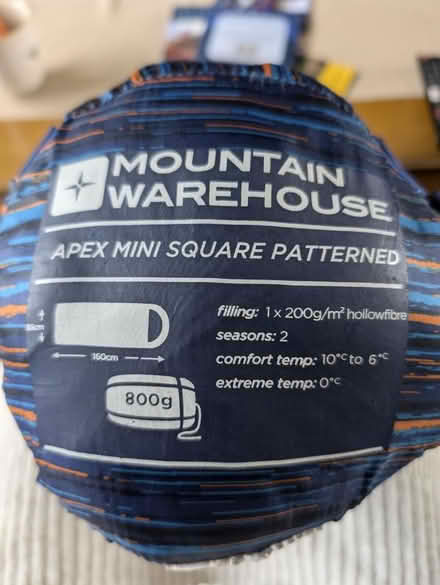 MOUNTAIN
WAREHOUSE
APEX MINI SQUARE PATTERNED
filling: 1 x 200g/m² hollowfibre
seasons: 2
comfort temp: 10°C to 6°C
extreme temp: 0°C
160cm
800g